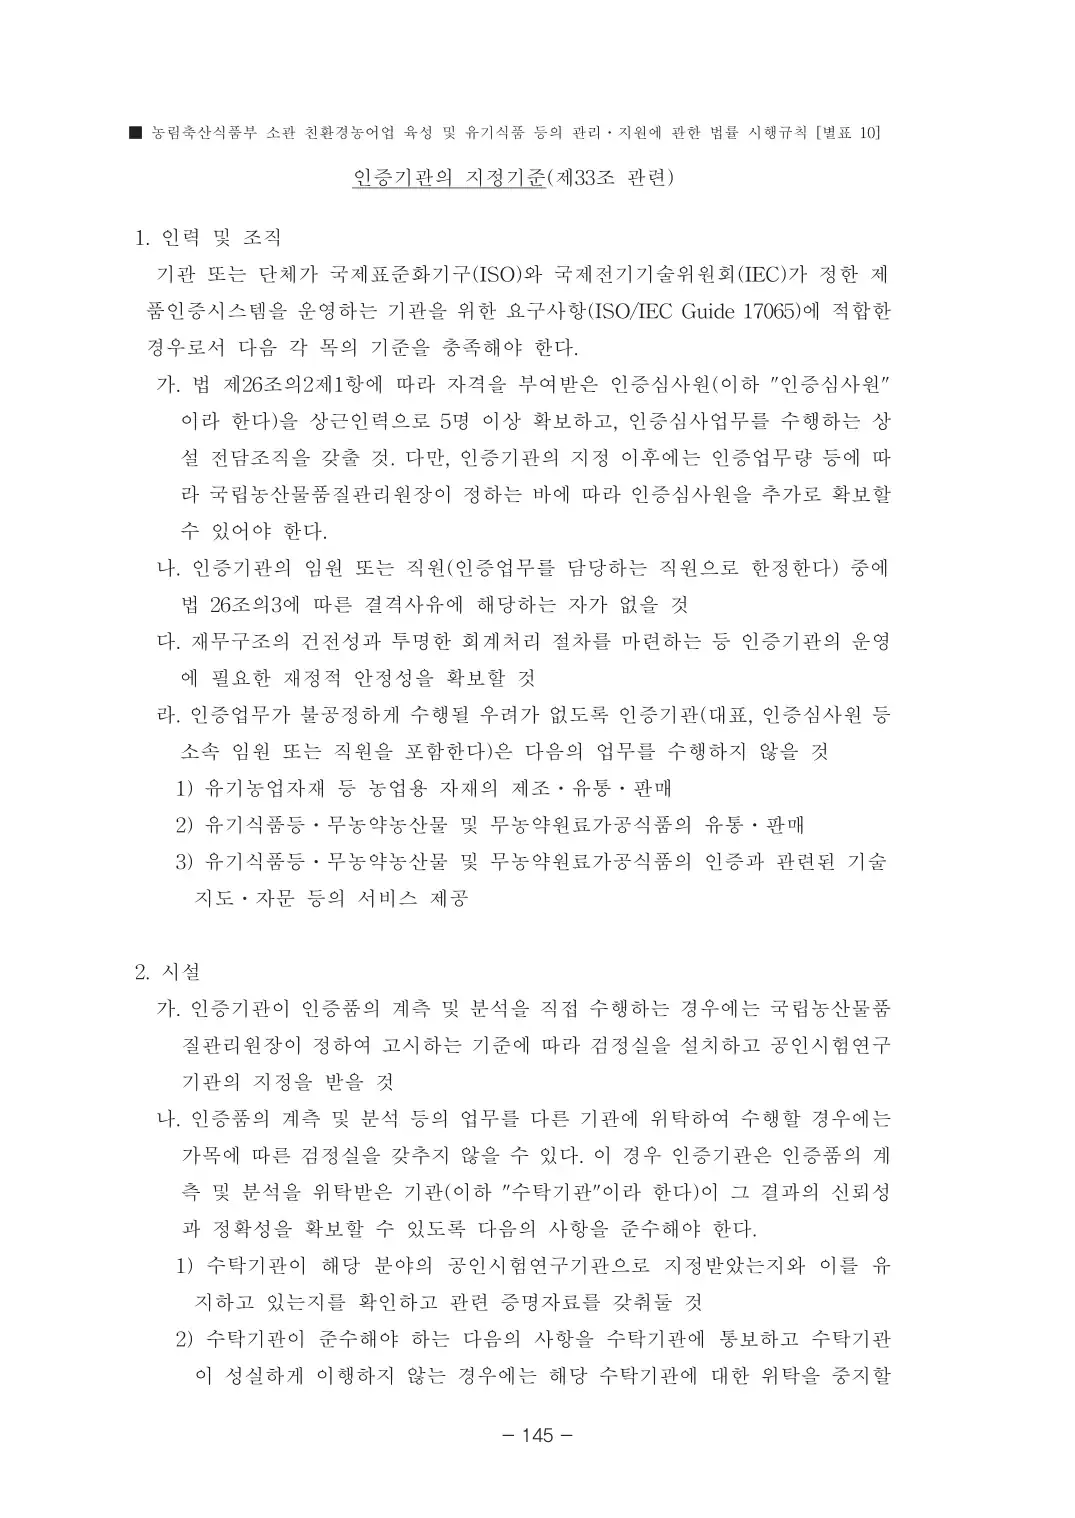 ■ 농림축산식품부 소관 친환경농어업 육성 및 유기식품 등의 관리·지원에 관한 법률 시행규칙 [별표 10]
인증기관의 지정기준(제33조 관련)
1. 인력 및 조직
기관 또는 단체가 국제표준화기구(ISO)와 국제전기기술위원회(IEC)가 정한 제
품인증시스템을 운영하는 기관을 위한 요구사항(ISO/IEC Guide 17065)에 적합한
경우로서 다음 각 목의 기준을 충족해야 한다.
가. 법 제26조의2제1항에 따라 자격을 부여받은 인증심사원(이하 "인증심사원"
이라 한다)을 상근인력으로 5명 이상 확보하고, 인증심사업무를 수행하는 상
설 전담조직을 갖출 것. 다만, 인증기관의 지정 이후에는 인증업무량 등에 따
라 국립농산물품질관리원장이 정하는 바에 따라 인증심사원을 추가로 확보할
수 있어야 한다.
나. 인증기관의 임원 또는 직원(인증업무를 담당하는 직원으로 한정한다) 중에
법 26조의3에 따른 결격사유에 해당하는 자가 없을 것
다. 재무구조의 건전성과 투명한 회계처리 절차를 마련하는 등 인증기관의 운영
에 필요한 재정적 안정성을 확보할 것
라. 인증업무가 불공정하게 수행될 우려가 없도록 인증기관(대표, 인증심사원 등
소속 임원 또는 직원을 포함한다)은 다음의 업무를 수행하지 않을 것
1) 유기농업자재 등 농업용 자재의 제조·유통·판매
2) 유기식품등·무농약농산물 및 무농약원료가공식품의 유통·판매
3) 유기식품등·무농약농산물 및 무농약원료가공식품의 인증과 관련된 기술
지도·자문 등의 서비스 제공
2. 시설
가. 인증기관이 인증품의 계측 및 분석을 직접 수행하는 경우에는 국립농산물품
질관리원장이 정하여 고시하는 기준에 따라 검정실을 설치하고 공인시험연구
기관의 지정을 받을 것
나. 인증품의 계측 및 분석 등의 업무를 다른 기관에 위탁하여 수행할 경우에는
가목에 따른 검정실을 갖추지 않을 수 있다. 이 경우 인증기관은 인증품의 계
측 및 분석을 위탁받은 기관(이하 "수탁기관"이라 한다)이 그 결과의 신뢰성
과 정확성을 확보할 수 있도록 다음의 사항을 준수해야 한다.
1) 수탁기관이 해당 분야의 공인시험연구기관으로 지정받았는지와 이를 유
지하고 있는지를 확인하고 관련 증명자료를 갖춰둘 것
2) 수탁기관이 준수해야 하는 다음의 사항을 수탁기관에 통보하고 수탁기관
이 성실하게 이행하지 않는 경우에는 해당 수탁기관에 대한 위탁을 중지할
- 145 -